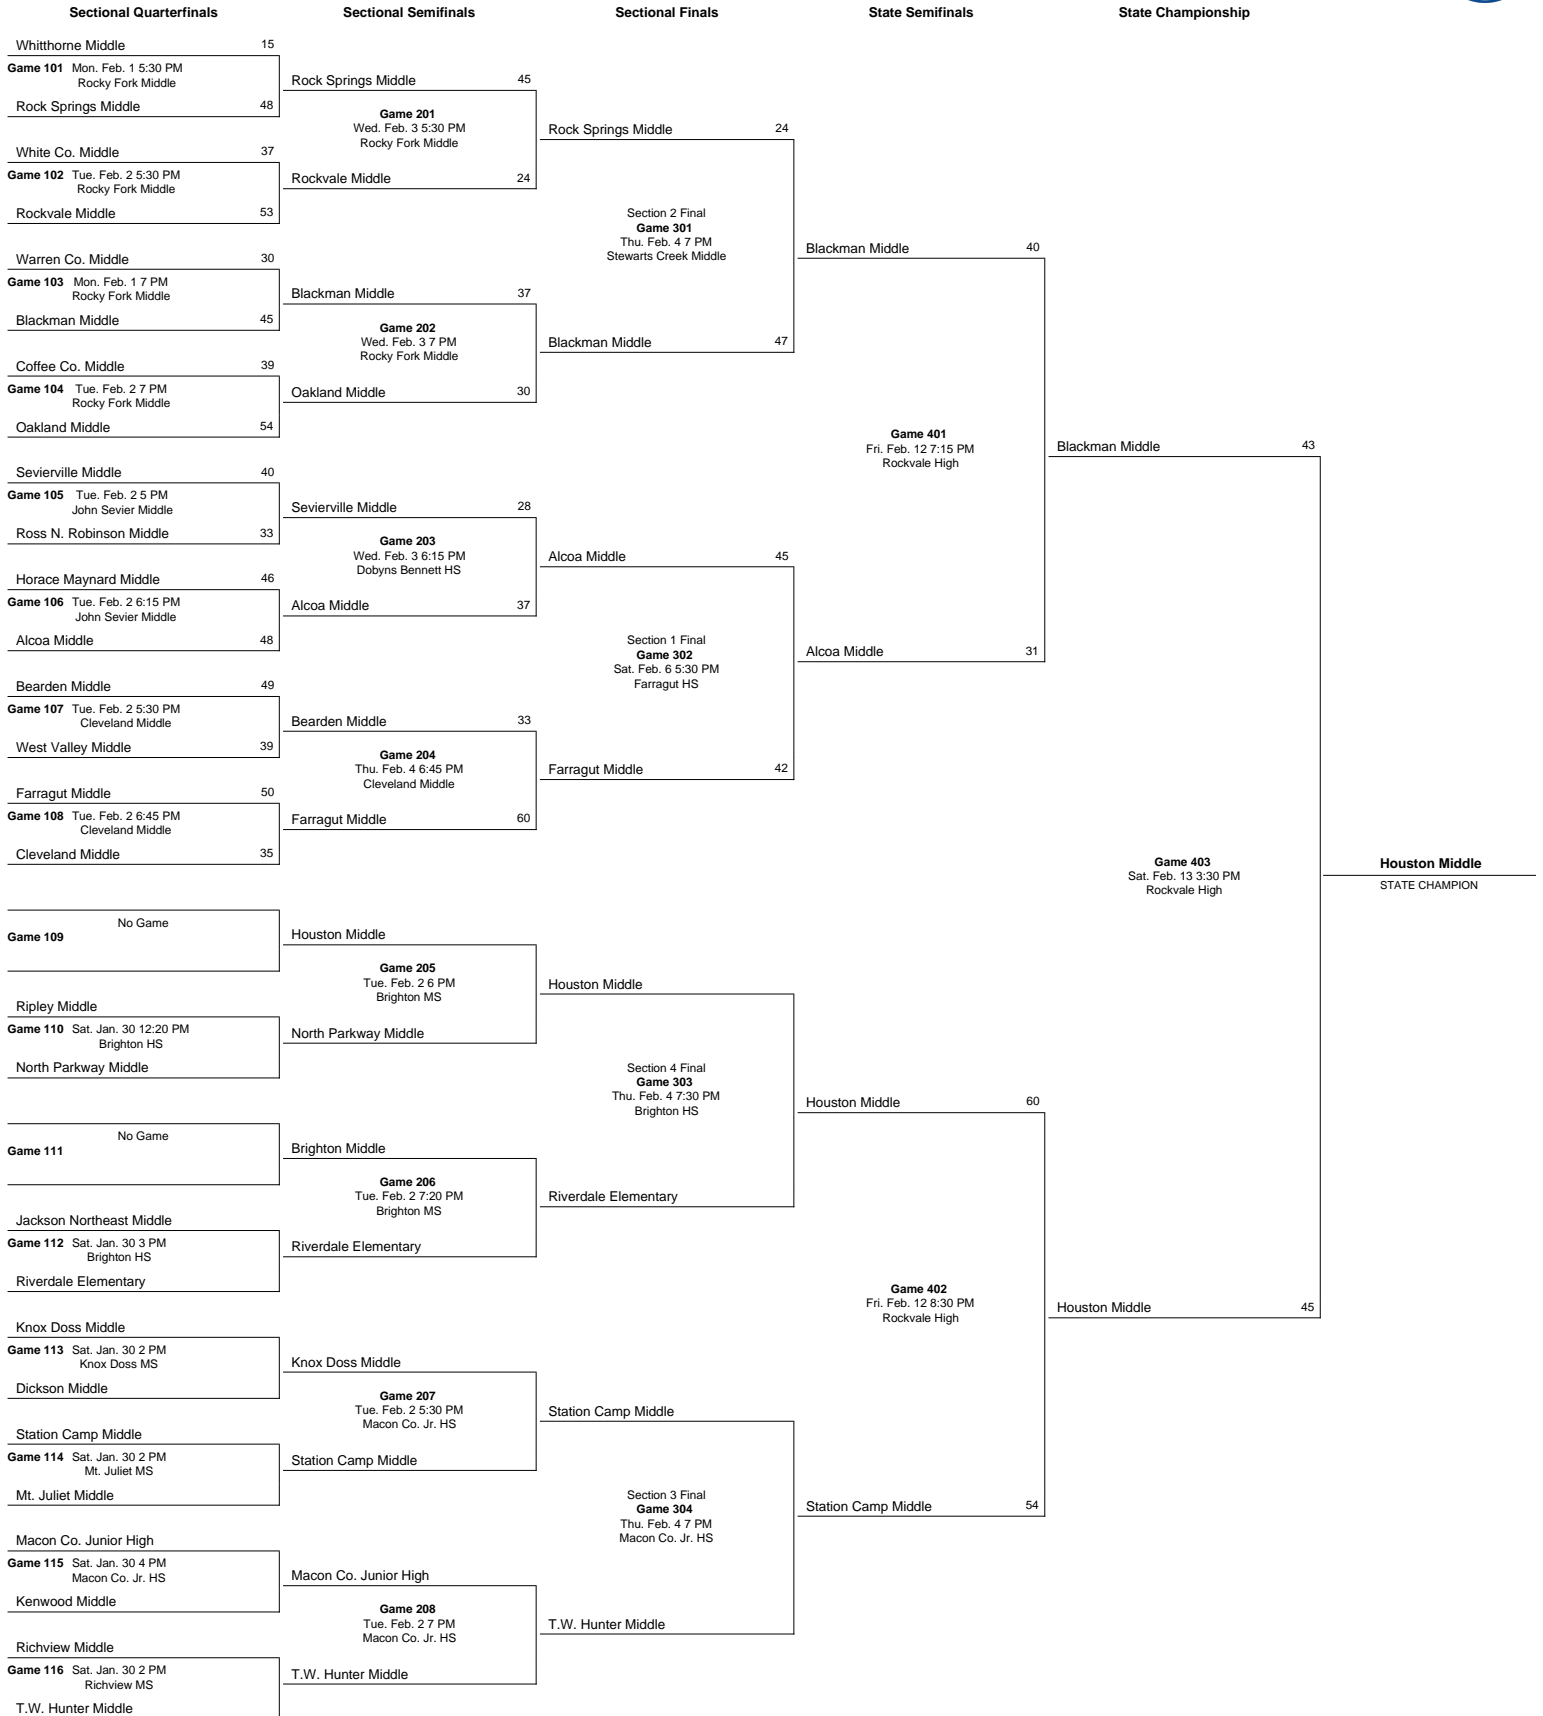 Sectional Quarterfinals
Sectional Semifinals
Sectional Finals
State Semifinals
State Championship
Whitthorne Middle 15
Game 101 Mon. Feb. 1 5:30 PM
Rocky Fork Middle
Rock Springs Middle 48
White Co. Middle 37
Game 102 Tue. Feb. 2 5:30 PM
Rocky Fork Middle
Rockvale Middle 53
Warren Co. Middle 30
Game 103 Mon. Feb. 1 7 PM
Rocky Fork Middle
Blackman Middle 45
Coffee Co. Middle 39
Game 104 Tue. Feb. 2 7 PM
Rocky Fork Middle
Oakland Middle 54
Sevierville Middle 40
Game 105 Tue. Feb. 2 5 PM
John Sevier Middle
Ross N. Robinson Middle 33
Horace Maynard Middle 46
Game 106 Tue. Feb. 2 6:15 PM
John Sevier Middle
Alcoa Middle 48
Bearden Middle 49
Game 107 Tue. Feb. 2 5:30 PM
Cleveland Middle
West Valley Middle 39
Farragut Middle 50
Game 108 Tue. Feb. 2 6:45 PM
Cleveland Middle
Cleveland Middle 35
No Game
Game 109
Ripley Middle
Game 110 Sat. Jan. 30 12:20 PM
Brighton HS
North Parkway Middle
No Game
Game 111
Jackson Northeast Middle
Game 112 Sat. Jan. 30 3 PM
Brighton HS
Riverdale Elementary
Knox Doss Middle
Game 113 Sat. Jan. 30 2 PM
Knox Doss MS
Dickson Middle
Station Camp Middle
Game 114 Sat. Jan. 30 2 PM
Mt. Juliet MS
Mt. Juliet Middle
Macon Co. Junior High
Game 115 Sat. Jan. 30 4 PM
Macon Co. Jr. HS
Kenwood Middle
Richview Middle
Game 116 Sat. Jan. 30 2 PM
Richview MS
T.W. Hunter Middle
Rock Springs Middle 45
Game 201
Wed. Feb. 3 5:30 PM
Rocky Fork Middle
Rockvale Middle 24
Blackman Middle 37
Game 202
Wed. Feb. 3 7 PM
Rocky Fork Middle
Oakland Middle 30
Sevierville Middle 28
Game 203
Wed. Feb. 3 6:15 PM
Dobyns Bennett HS
Alcoa Middle 37
Bearden Middle 33
Game 204
Thu. Feb. 4 6:45 PM
Cleveland Middle
Farragut Middle 60
Houston Middle
Game 205
Tue. Feb. 2 6 PM
Brighton MS
North Parkway Middle
Brighton Middle
Game 206
Tue. Feb. 2 7:20 PM
Brighton MS
Riverdale Elementary
Knox Doss Middle
Game 207
Tue. Feb. 2 5:30 PM
Macon Co. Jr. HS
Station Camp Middle
Macon Co. Junior High
Game 208
Tue. Feb. 2 7 PM
Macon Co. Jr. HS
T.W. Hunter Middle
Rock Springs Middle 24
Section 2 Final
Game 301
Thu. Feb. 4 7 PM
Stewarts Creek Middle
Blackman Middle 47
Alcoa Middle 45
Section 1 Final
Game 302
Sat. Feb. 6 5:30 PM
Farragut HS
Farragut Middle 42
Houston Middle
Section 4 Final
Game 303
Thu. Feb. 4 7:30 PM
Brighton HS
Riverdale Elementary
Station Camp Middle
Section 3 Final
Game 304
Thu. Feb. 4 7 PM
Macon Co. Jr. HS
T.W. Hunter Middle
Blackman Middle 40
Game 401
Fri. Feb. 12 7:15 PM
Rockvale High
Alcoa Middle 31
Houston Middle 60
Game 402
Fri. Feb. 12 8:30 PM
Rockvale High
Station Camp Middle 54
Blackman Middle 43
Game 403
Sat. Feb. 13 3:30 PM
Rockvale High
Houston Middle 45
Houston Middle
STATE CHAMPION